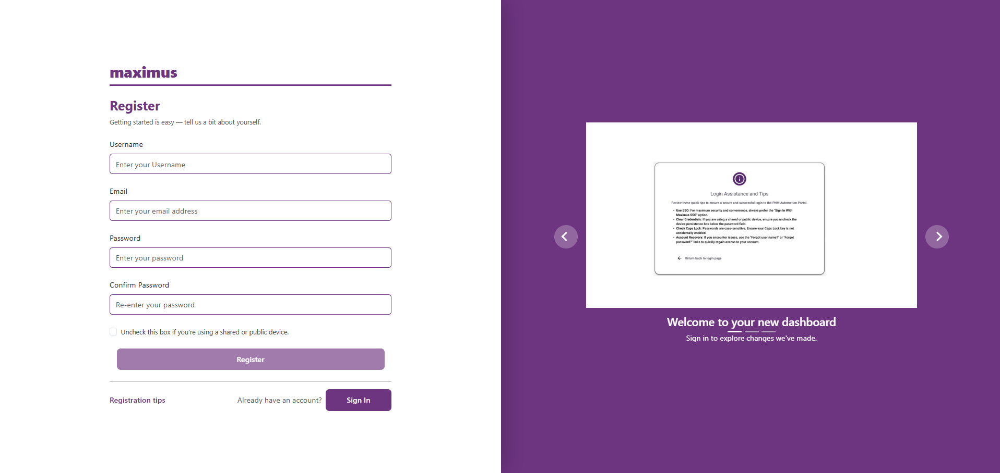 maximus
Register
Getting started is easy — tell us a bit about yourself.
Username
Enter your Username
Email
Enter your email address
Password
Enter your password
Confirm Password
Re-enter your password
Uncheck this box if you're using a shared or public device.
Register
Registration tips
Already have an account?
Sign In
Login Assistance and Tips
Review these quick tips to ensure a secure and successful login to the PNM Automation Portal.
• Use SSO: For maximum security and convenience, always prefer the "Sign In With
Maximus SSO" option.
• Clear Credentials: If you are using a shared or public device, ensure you uncheck the
device persistence box below the password field.
• Check Caps Lock: Passwords are case-sensitive. Ensure your Caps Lock key is not
accidentally enabled.
• Account Recovery: If you encounter issues, use the "Forgot user name?" or "Forgot
password?" links to quickly regain access to your account.
Return back to login page
Welcome to your new dashboard
Sign in to explore changes we've made.